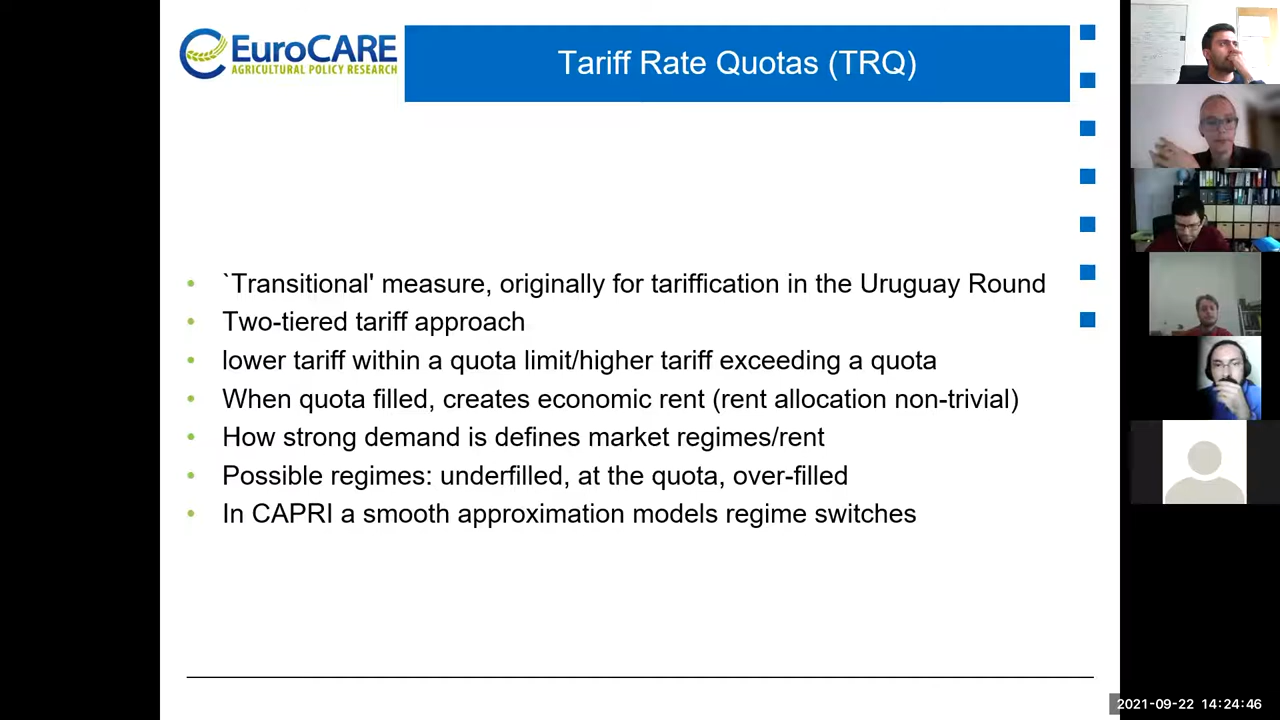 EuroCARE
AGRICULTURAL POLICY RESEARCH
Tariff Rate Quotas (TRQ)
• `Transitional' measure, originally for tariffication in the Uruguay Round
• Two-tiered tariff approach
• lower tariff within a quota limit/higher tariff exceeding a quota
• When quota filled, creates economic rent (rent allocation non-trivial)
• How strong demand is defines market regimes/rent
• Possible regimes: underfilled, at the quota, over-filled
• In CAPRI a smooth approximation models regime switches
2021-09-22 14:24:46